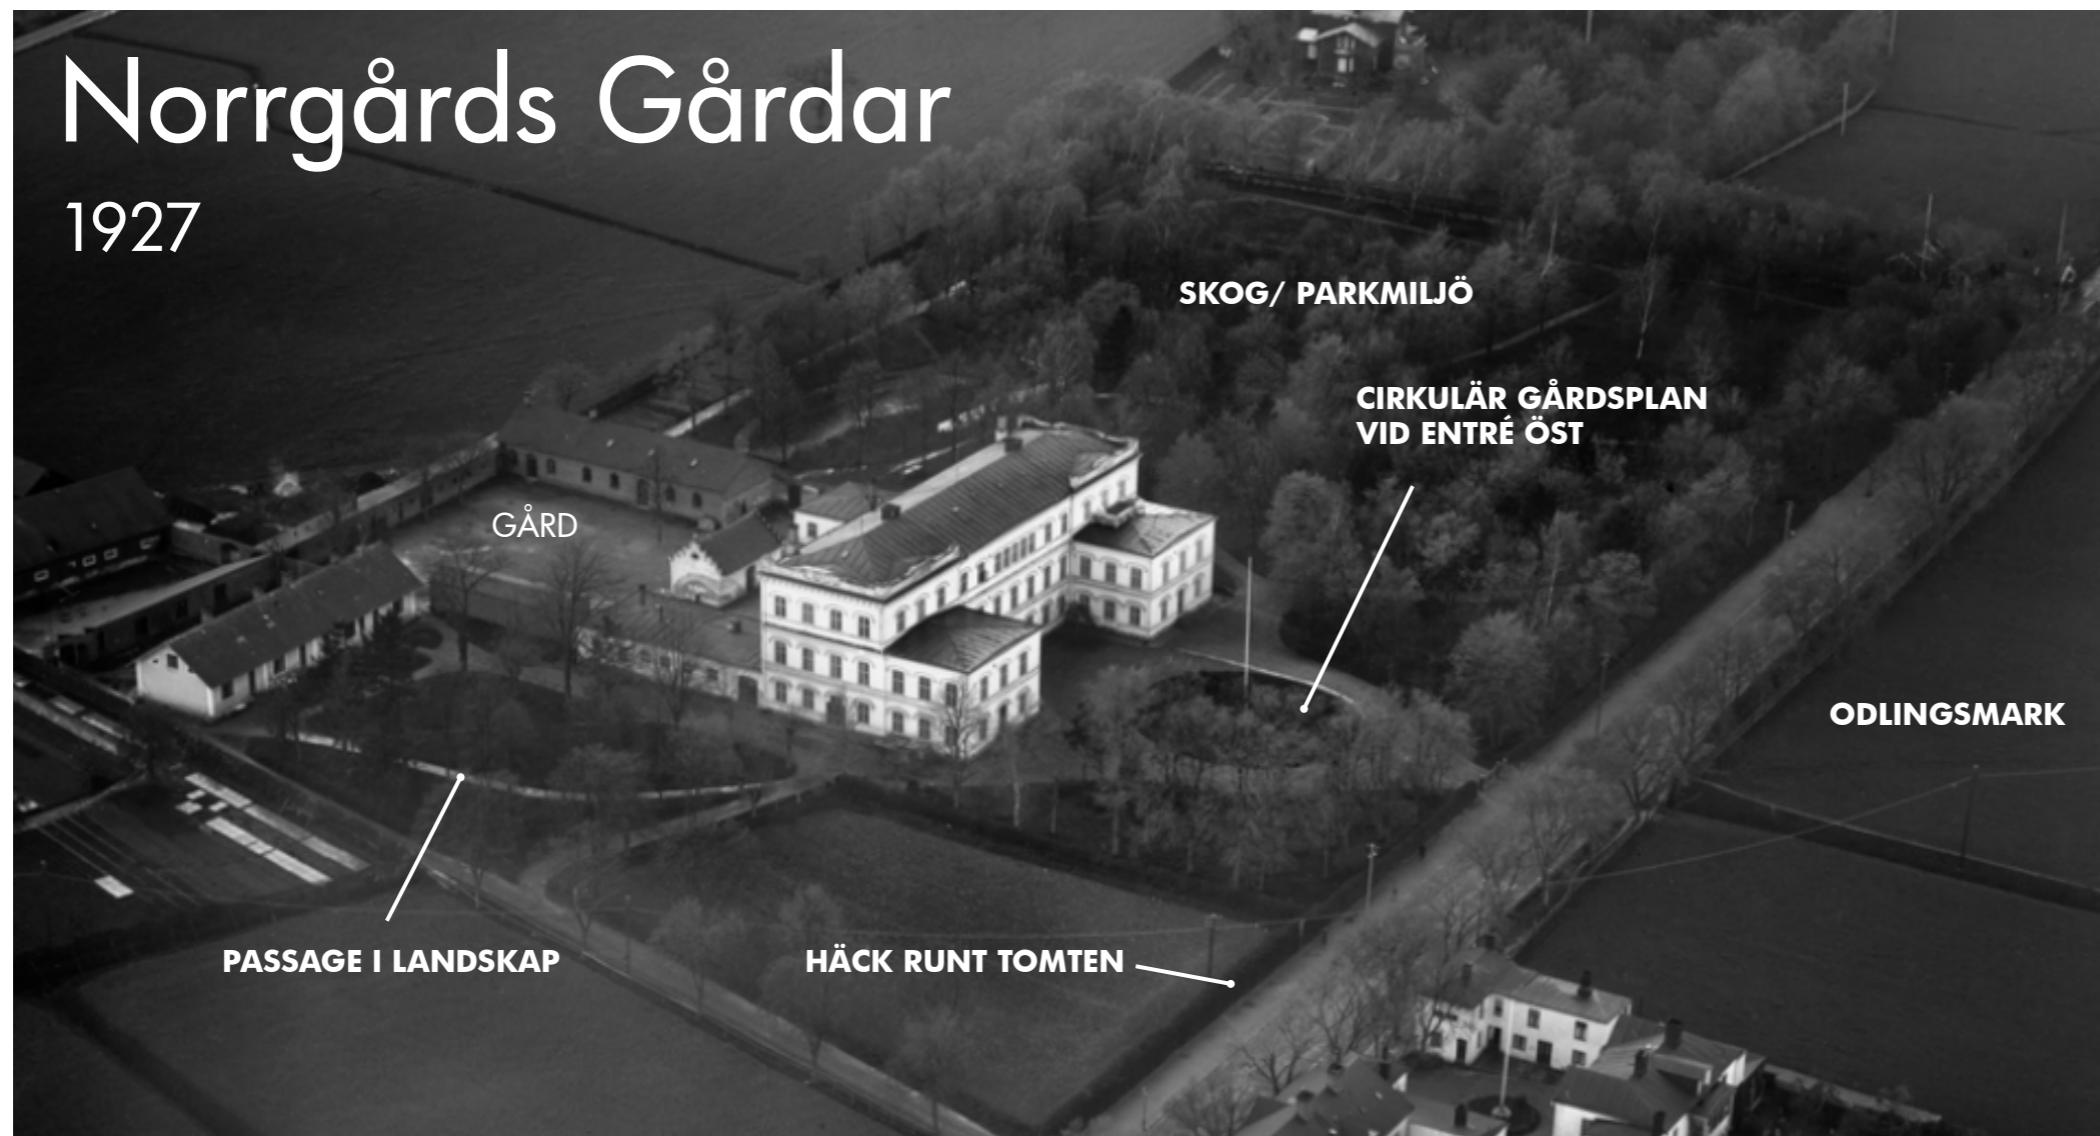 Norrgårds Gårdar
1927
SKOG/ PARKMILJÖ
CIRKULÄR GÅRDSPLAN
VID ENTRÉ ÖST
GÅRD
ODLINGSMARK
PASSAGE I LANDSKAP
HÄCK RUNT TOMTEN